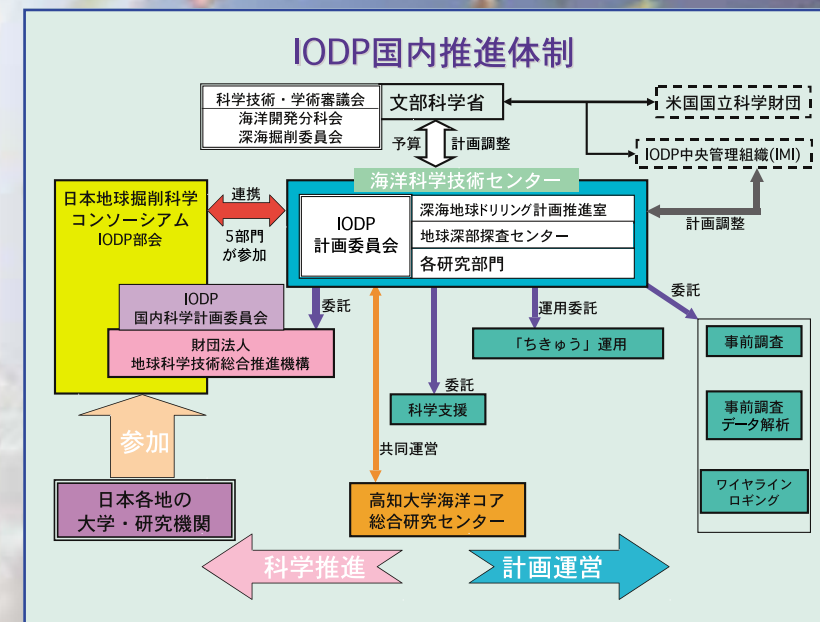 IODP国内推進体制
科学技術・学術審議会
海洋開発分科会
深海掘削委員会
文部科学省
米国国立科学財団
予算
計画調整
IODP中央管理組織(IMI)
海洋科学技術センター
日本地球掘削科学
コンソーシアム
IODP部会
連携
5部門
が参加
IODP
計画委員会
深海地球ドリリング計画推進室
地球深部探査センター
各研究部門
計画調整
IODP
国内科学計画委員会
財団法人
地球科学技術総合推進機構
委託
運用委託
委託
「ちきゅう」運用
事前調査
委託
科学支援
事前調査
データ解析
参加
共同運営
ワイヤライン
ロギング
日本各地の
大学・研究機関
高知大学海洋コア
総合研究センター
科学推進
計画運営